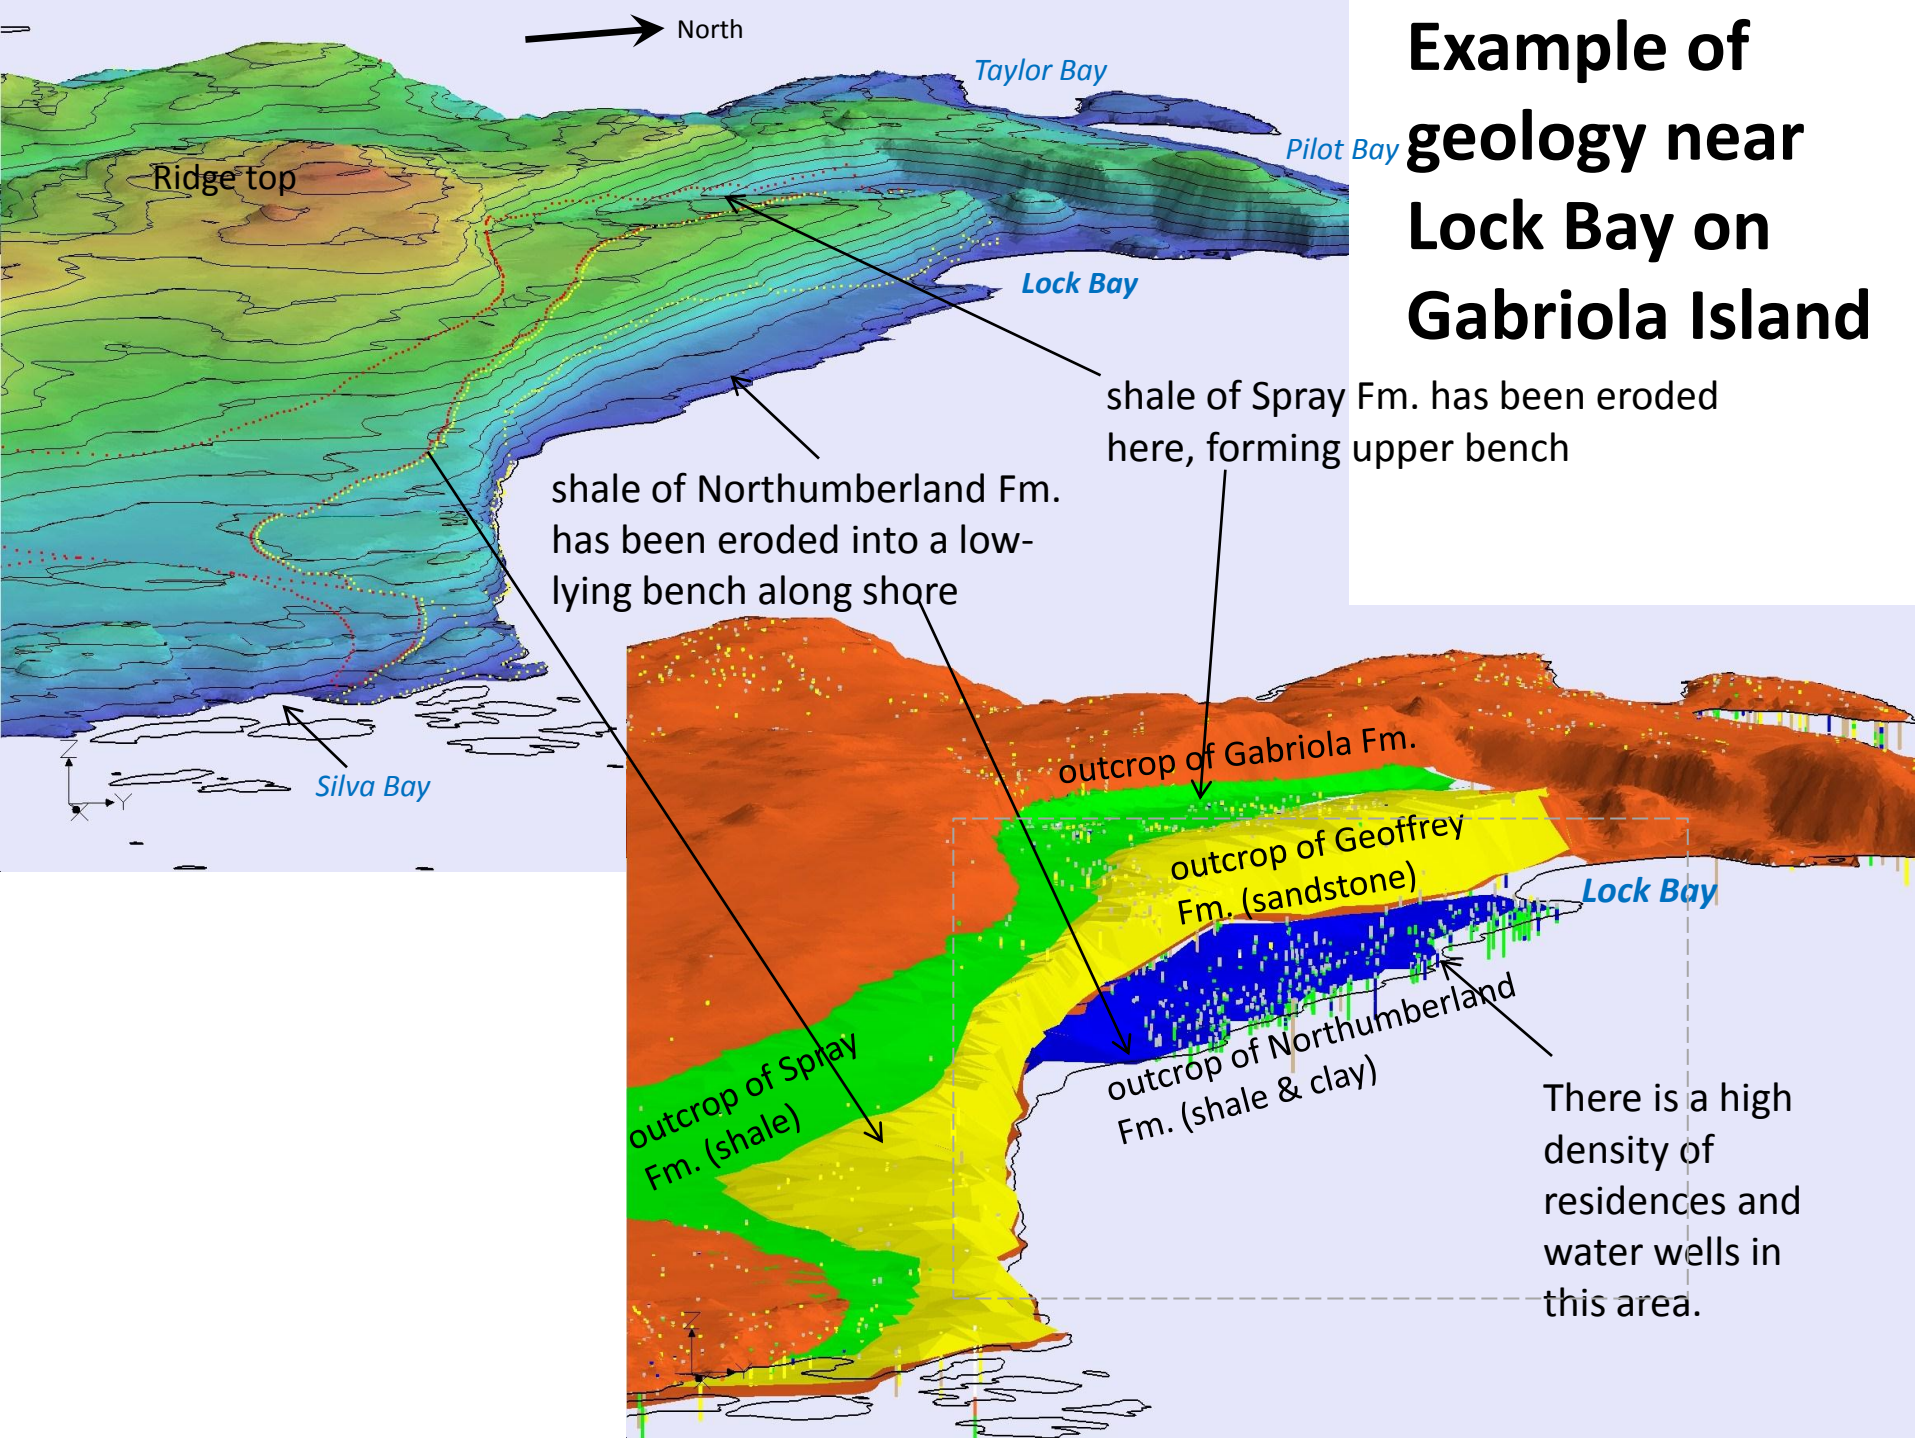 Example of
geology near
Lock Bay on
Gabriola Island
North
Taylor Bay
Pilot Bay
Ridge top
Lock Bay
shale of Spray Fm. has been eroded
here, forming upper bench
shale of Northumberland Fm.
has been eroded into a low-
lying bench along shore
Silva Bay
Z
Y
X
outcrop of Gabriola Fm.
outcrop of Geoffrey
Fm. (sandstone)
Lock Bay
outcrop of Northumberland
Fm. (shale & clay)
outcrop of Spray
Fm. (shale)
There is a high
density of
residences and
water wells in
this area.
Z